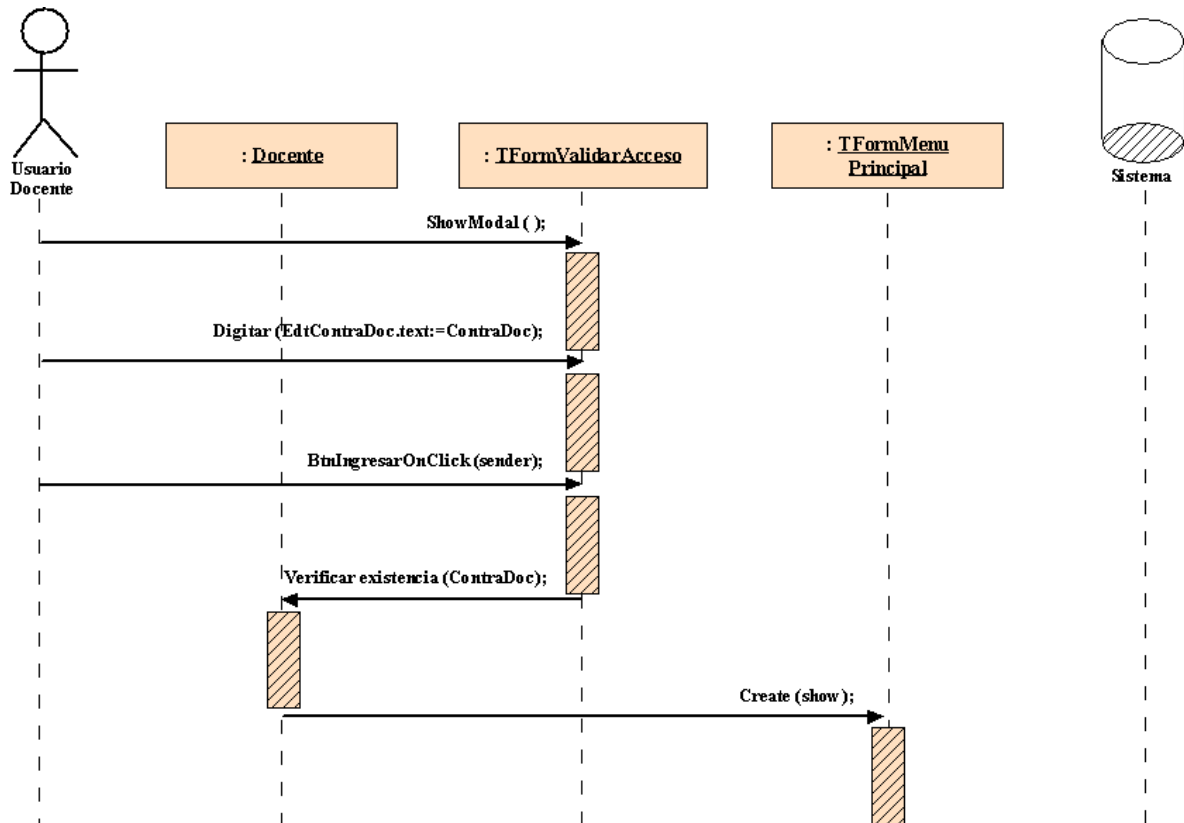 Usuario
Docente
: Docente
: TFormValidarAcceso
: TFormMenu
Principal
Sistema
ShowModal ( );
Digitar (EdtContraDoc.text:=ContraDoc);
BtnIngresarOnClick (sender);
Verificar existencia (ContraDoc);
Create (show );